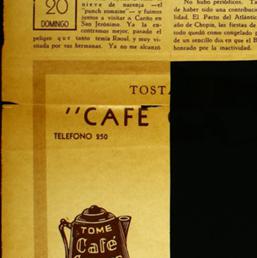 20
DOMINGO
nieve de naranja —el
"punch romaine"— y fuimos
juntos a visitar a Carito en
San Jerónimo. Ya la en-
contramos mejor, pasado el
peligro que tanto temía Raoul, y muy vi-
sitada por sus hermanas. Ya no me alcanzó
No hubo periódicos. Ta
de haber sido una contribució
lidad. El Pacto del Atlántic
año de Chopin, las fiestas de
todo quedó como congelado p
de un sencillo día en que el B
honrado por la inactividad.
TOSTA
"CAFE
TELEFONO 250
TOME
Café